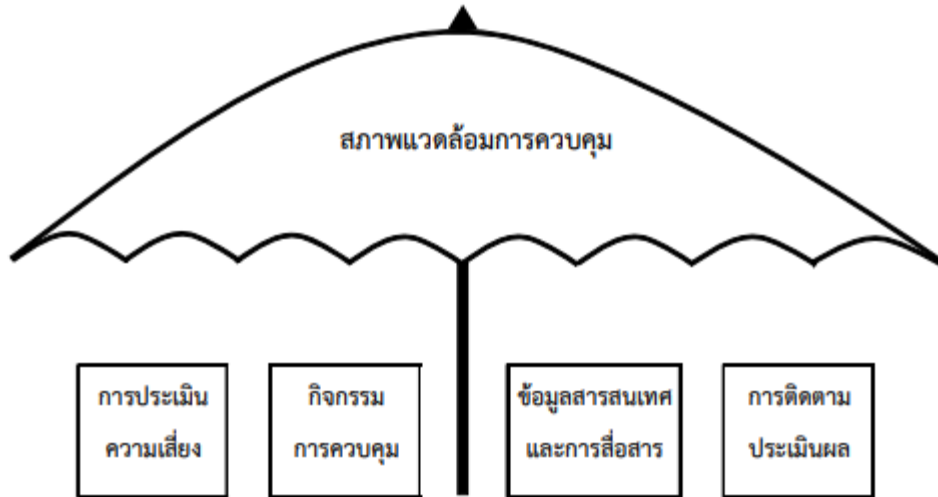 สภาพแวดล้อมการควบคุม
การประเมิน
ความเสี่ยง
กิจกรรม
การควบคุม
ข้อมูลสารสนเทศ
และการสื่อสาร
การติดตาม
ประเมินผล